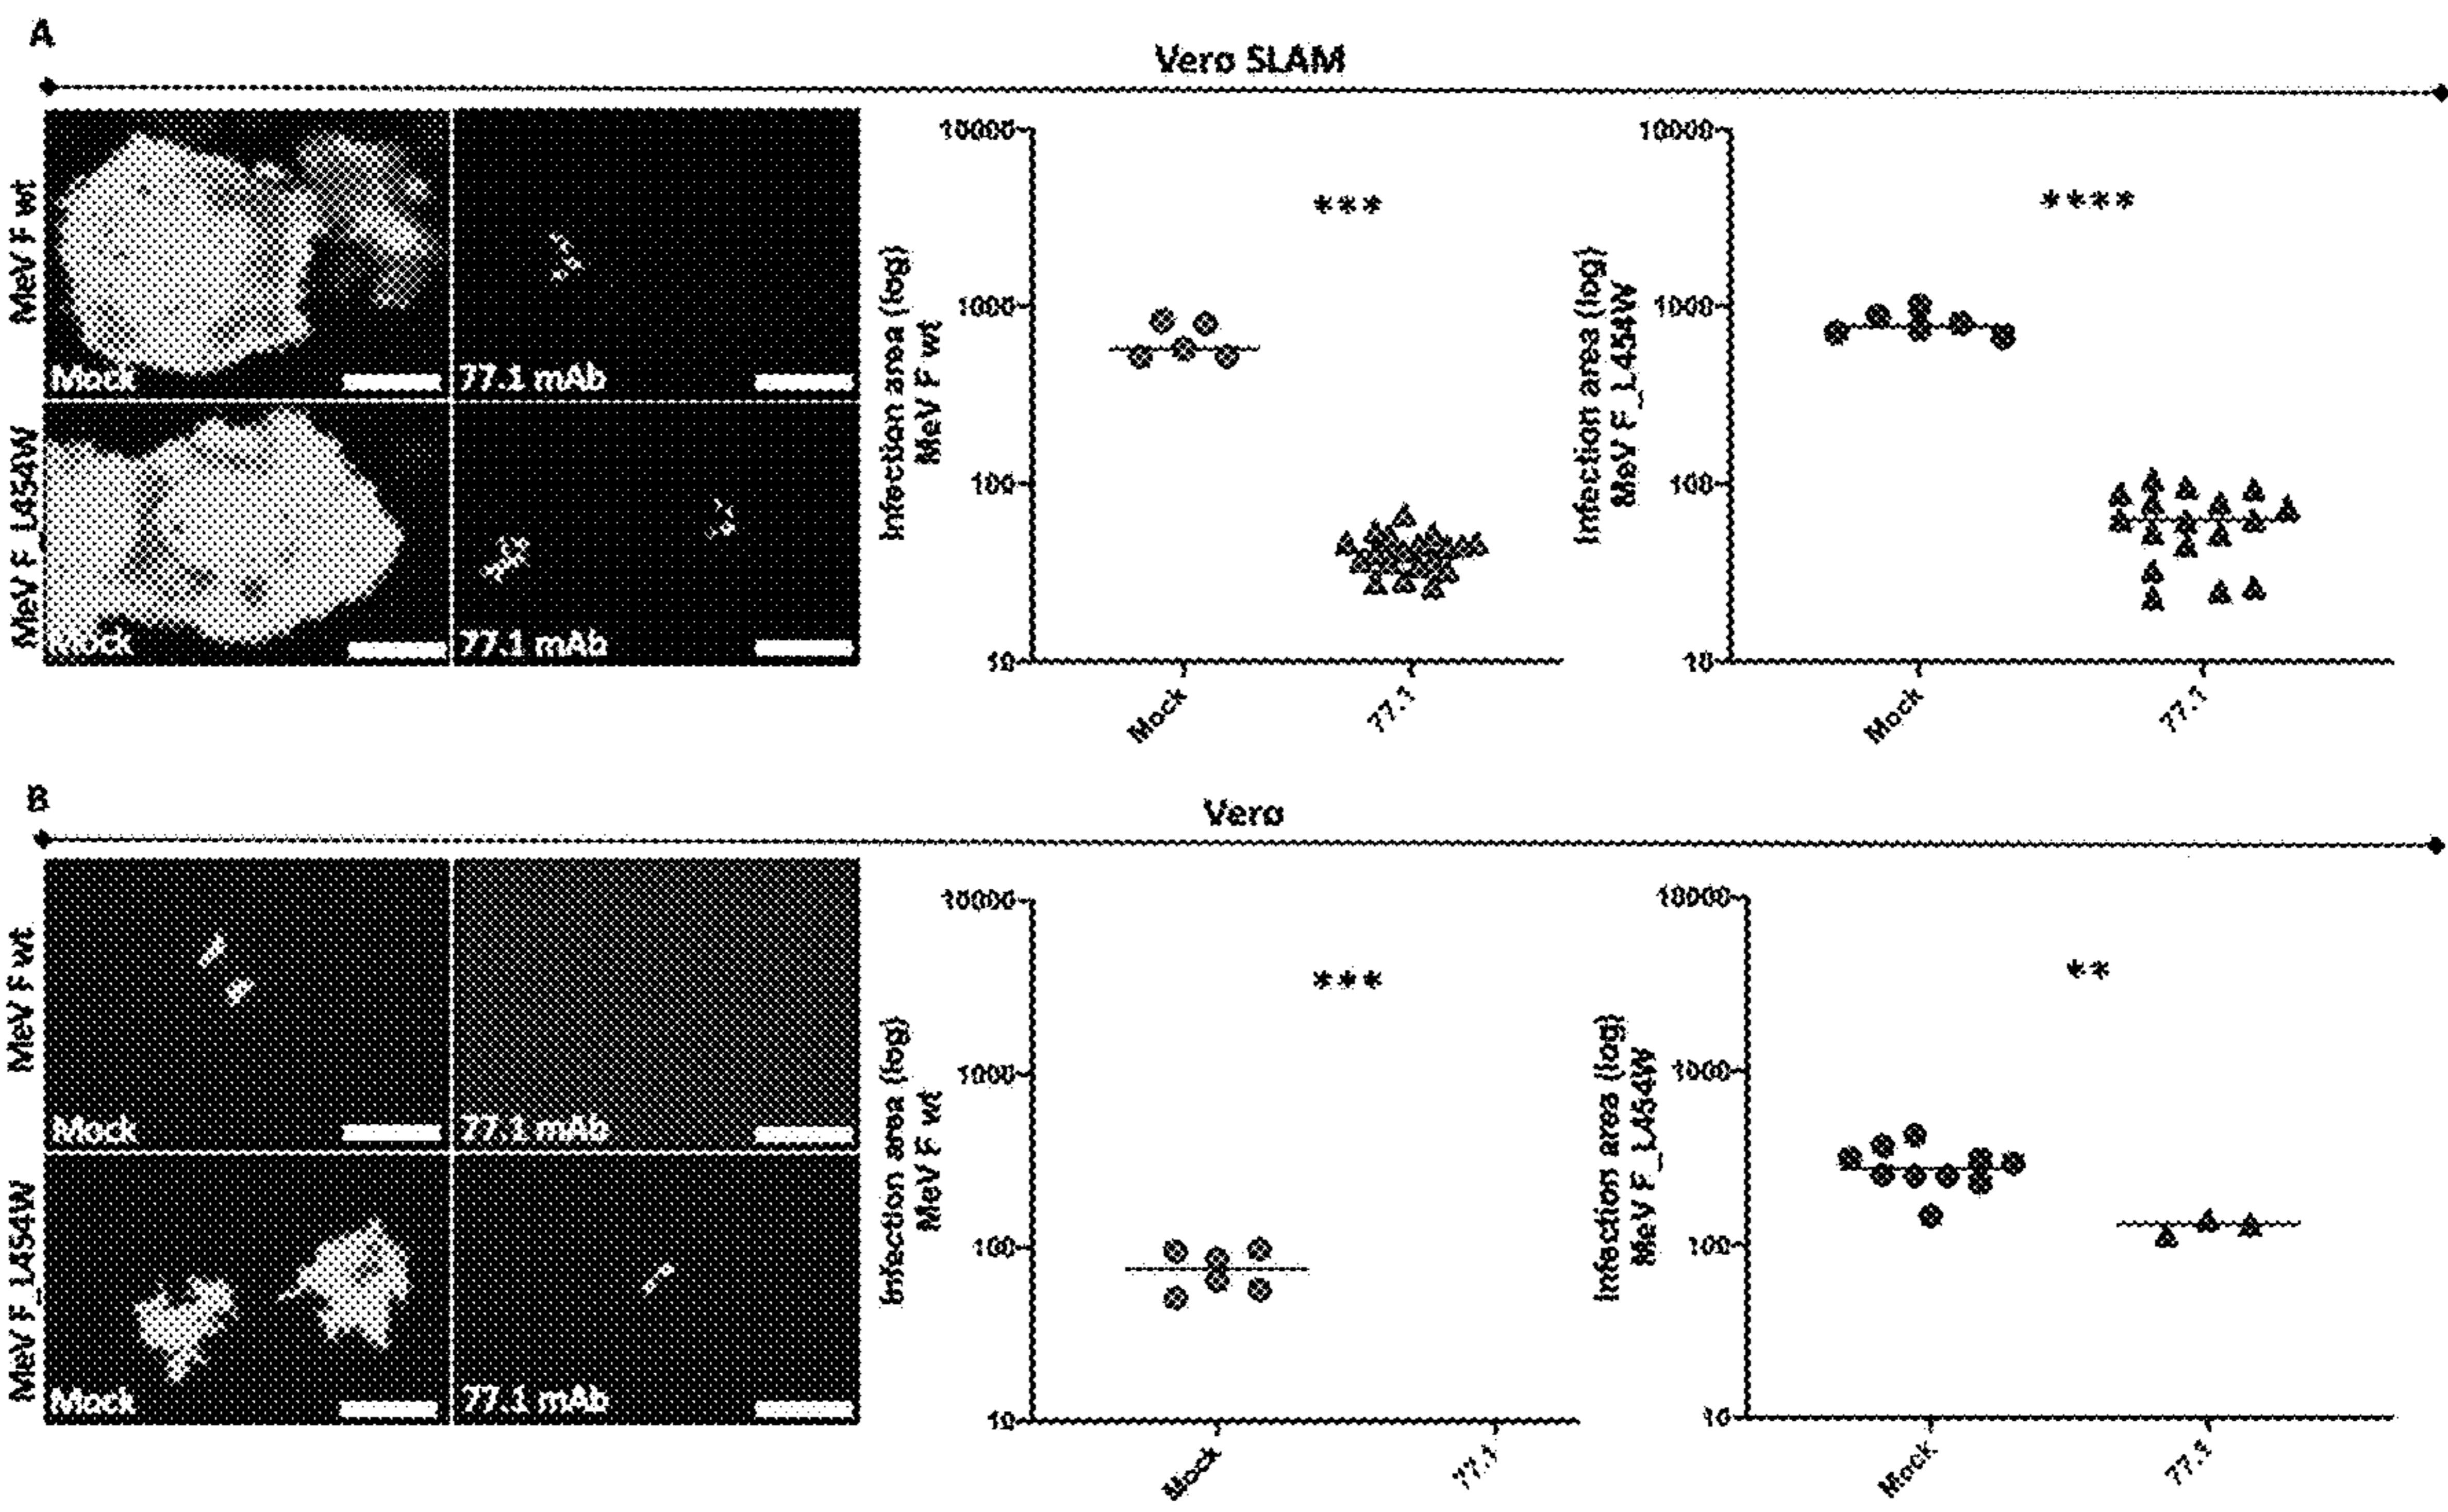 A
Vero SLAM
MeV F wt
Mock
77.1 mAb
MeV F_L454W
Mock
77.1 mAb
Infection area (log)
MeV F wt
10000
1000
100
10
***
Mock
77.1
Infection area (log)
MeV F_L454W
10000
1000
100
10
****
Mock
77.1
B
Vero
MeV F wt
Mock
77.1 mAb
MeV F_L454W
Mock
77.1 mAb
Infection area (log)
MeV F wt
10000
1000
100
10
***
Mock
77.1
Infection area (log)
MeV F_L454W
10000
1000
100
10
**
Mock
77.1